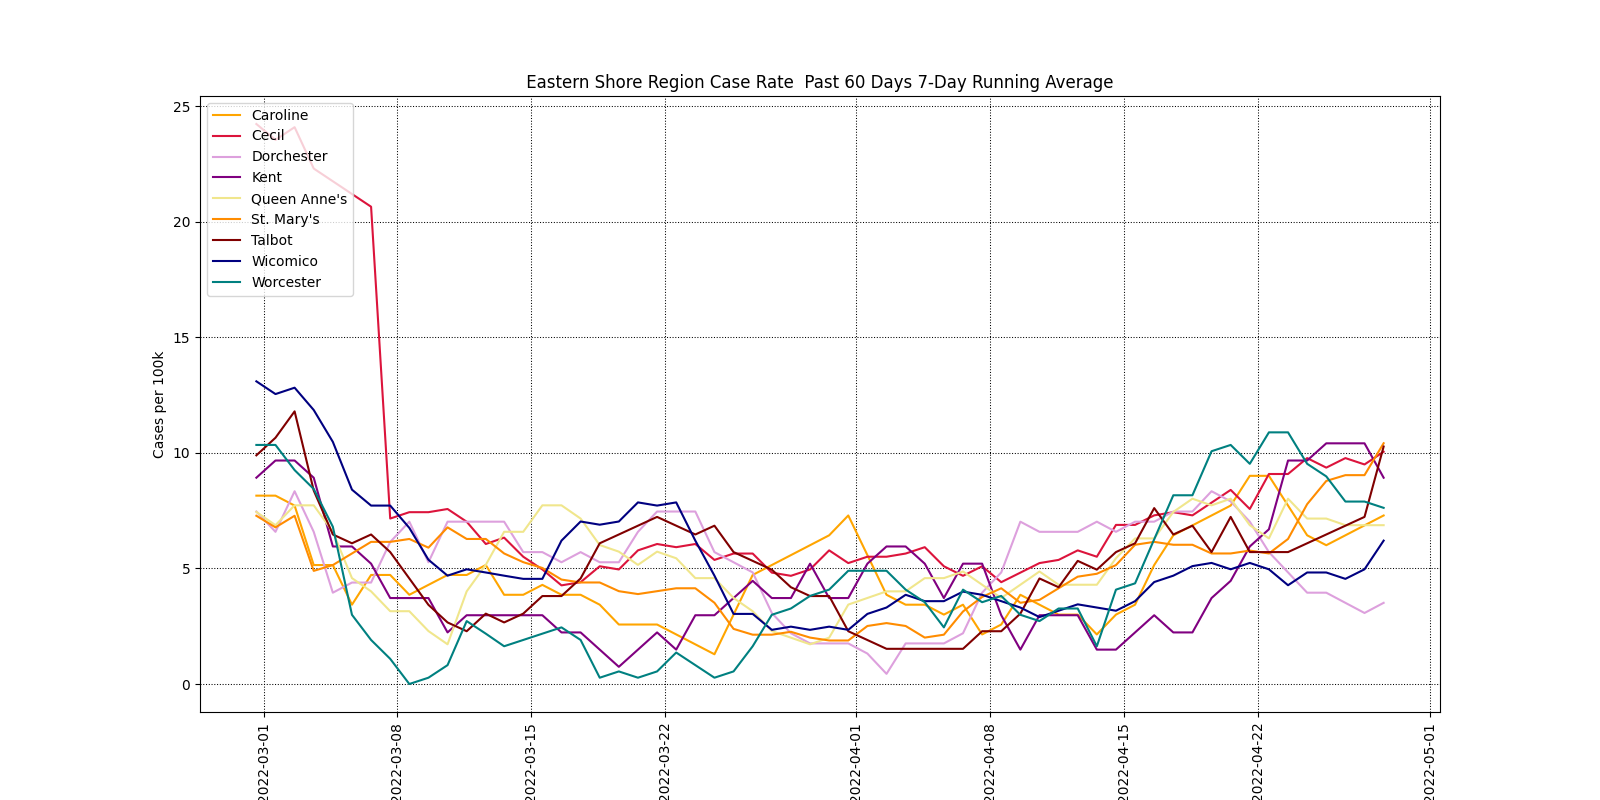 Eastern Shore Region Case Rate  Past 60 Days 7-Day Running Average
Cases per 100k
25
20
15
10
5
0
Caroline
Cecil
Dorchester
Kent
Queen Anne's
St. Mary's
Talbot
Wicomico
Worcester
2022-03-01
2022-03-08
2022-03-15
2022-03-22
2022-04-01
2022-04-08
2022-04-15
2022-04-22
2022-05-01